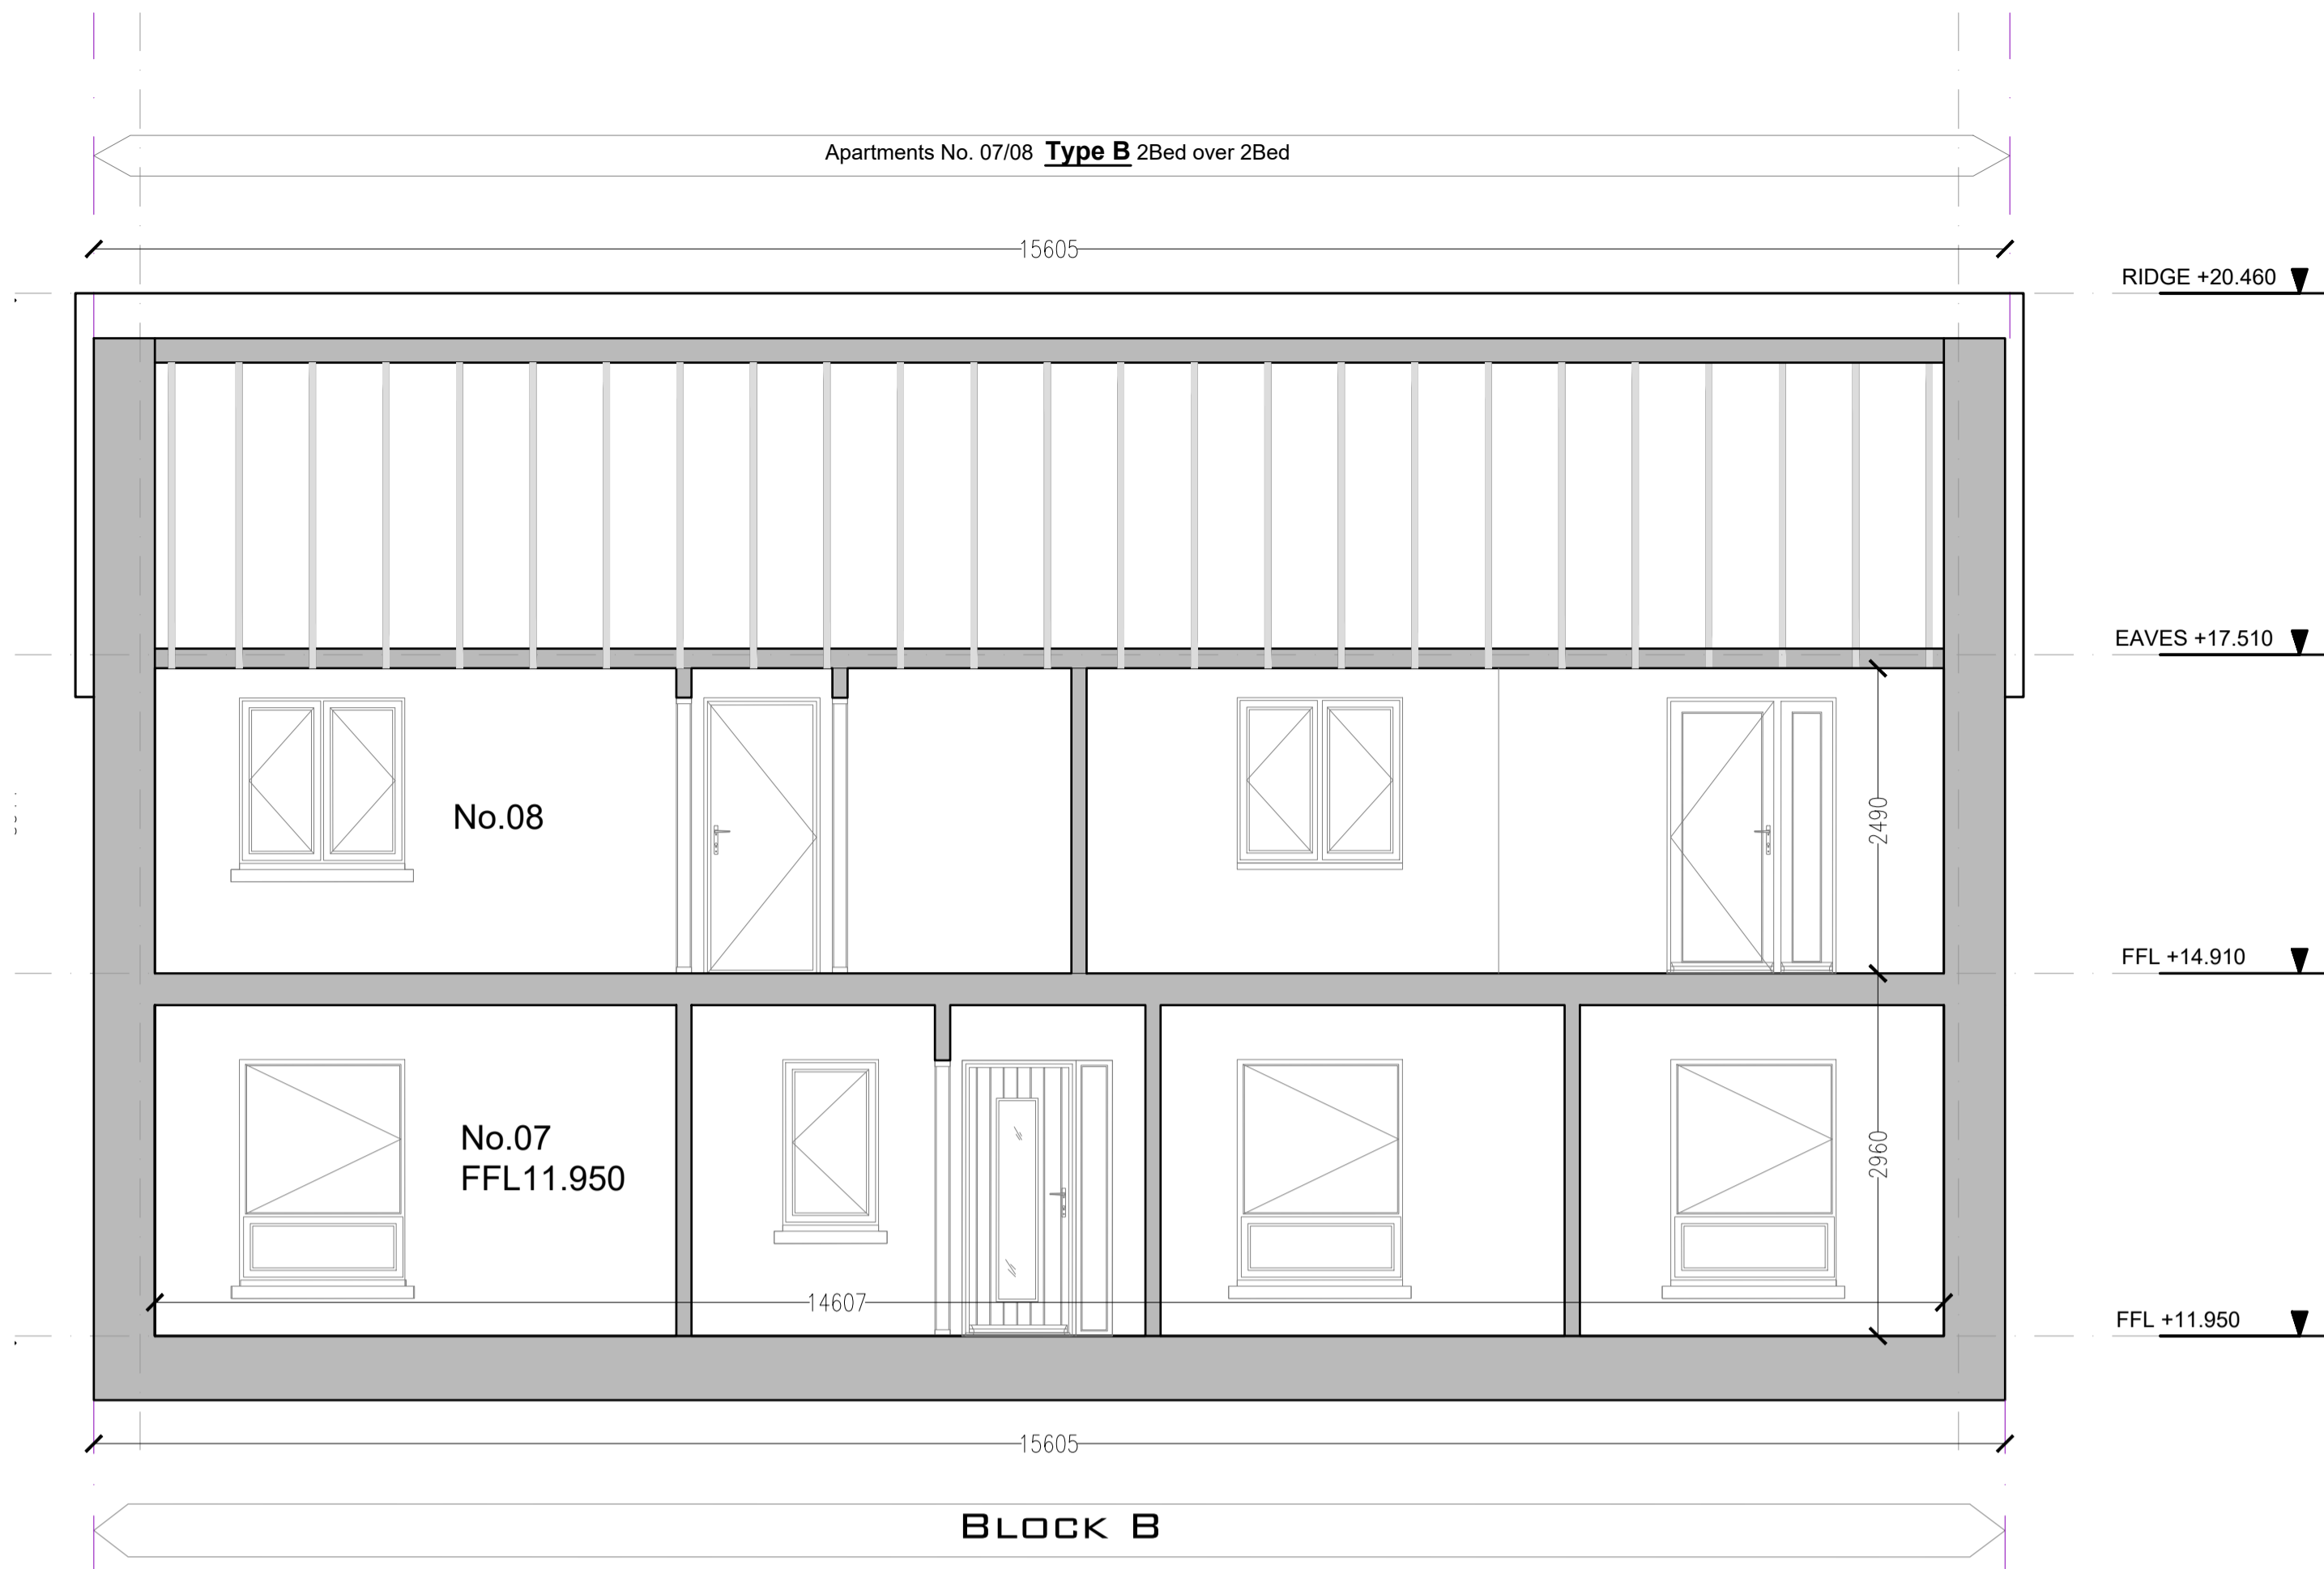 Apartments No. 07/08 Type B 2Bed over 2Bed
15605
RIDGE +20.460
EAVES +17.510
No.08
2490
FFL +14.910
No.07
FFL11.950
2960
14607
FFL +11.950
15605
BLOCK B